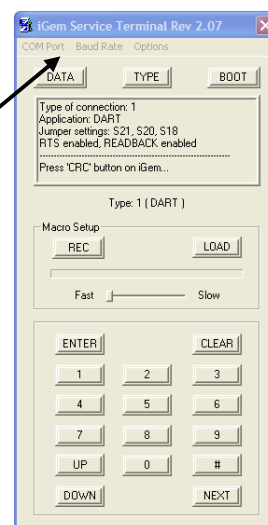 iGem Service Terminal Rev 2.07
COM Port Baud Rate Options
DATA TYPE BOOT
Type of connection: 1
Application: DART
Jumper settings: S21, S20, S18
RTS enabled, READBACK enabled
--------------------------------------------------------
Press 'CRC' button on iGem...
Type: 1 ( DART )
Macro Setup
REC LOAD
Fast Slow
ENTER CLEAR
1 2 3
4 5 6
7 8 9
UP 0 #
DOWN NEXT